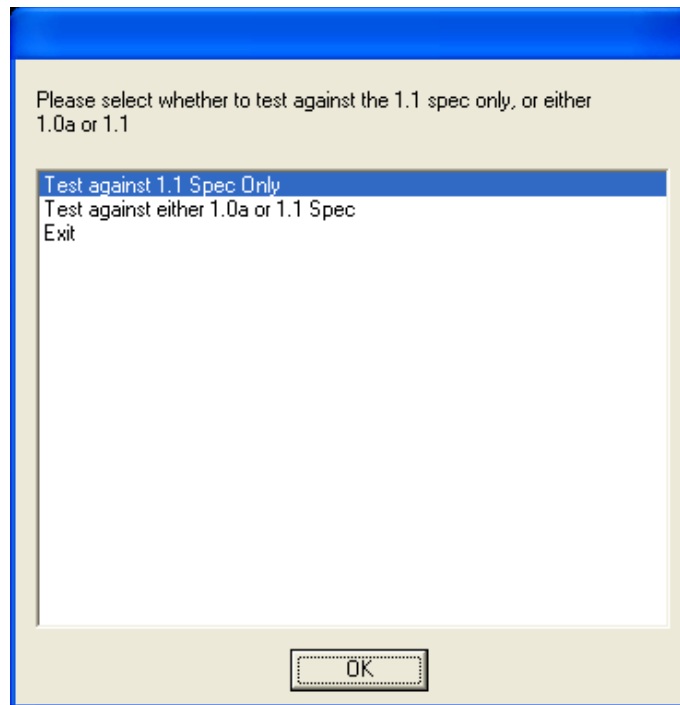 Please select whether to test against the 1.1 spec only, or either
1.0a or 1.1
Test against 1.1 Spec Only
Test against either 1.0a or 1.1 Spec
Exit
OK